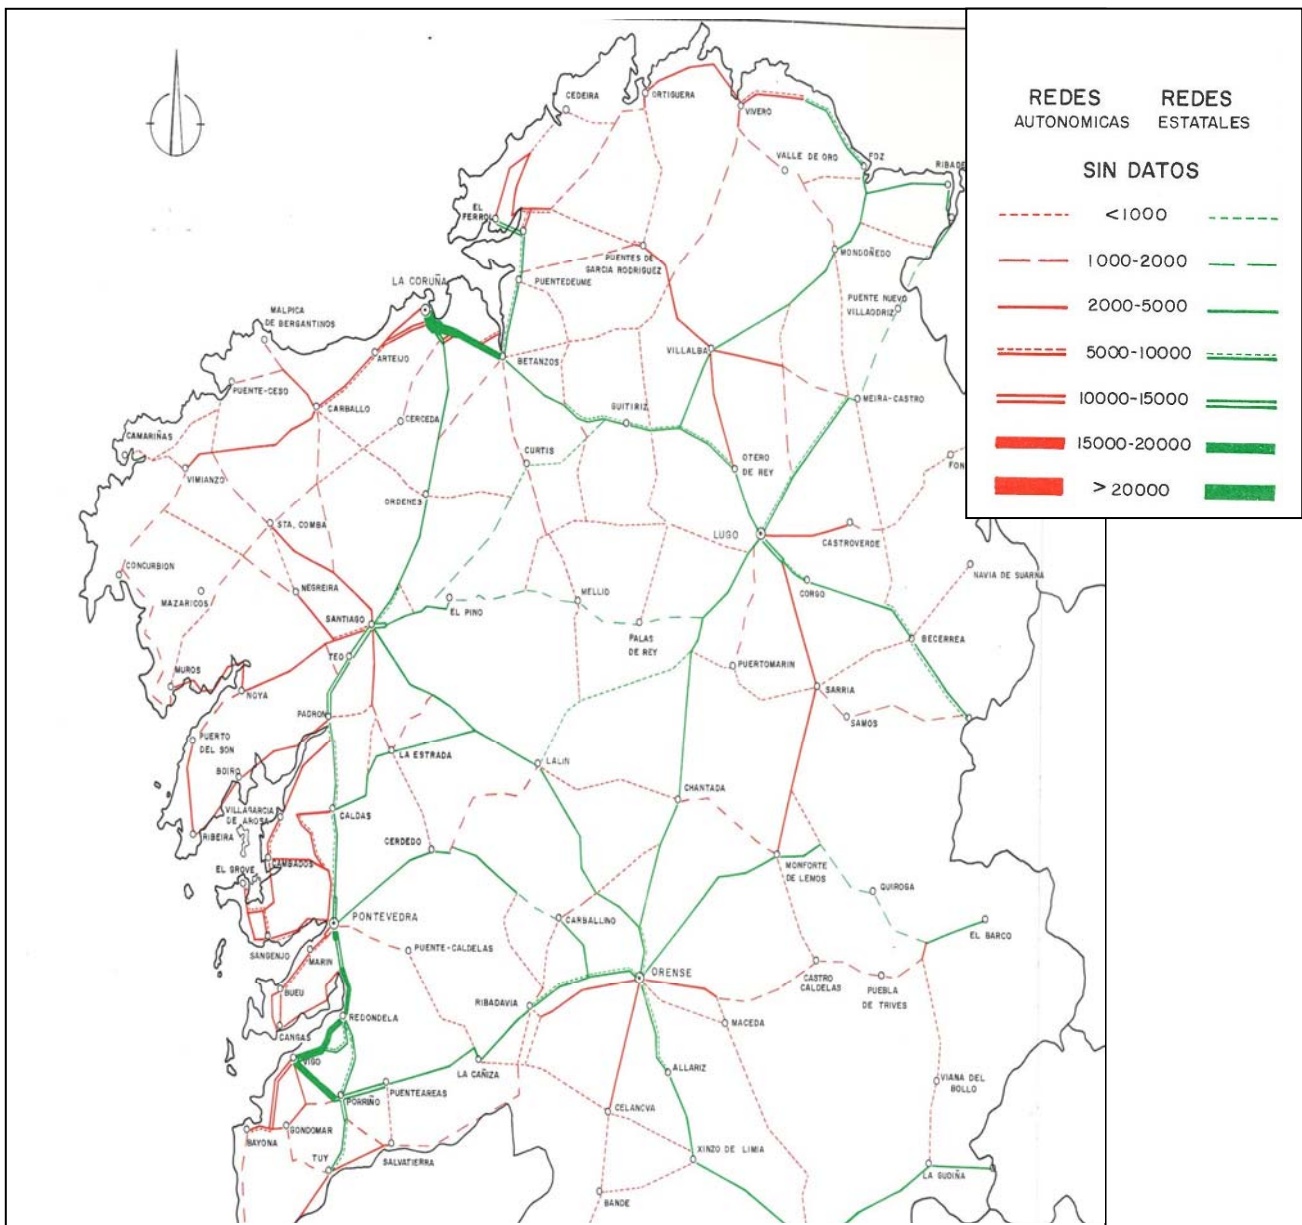 REDES REDES
AUTONOMICAS ESTATALES
SIN DATOS
<1000
1000-2000
2000-5000
5000-10000
10000-15000
15000-20000
>20000
CEDEIRA
ORTIGUERA
VIVERO
VALLE DE ORO
FOZ
RIBADE
EL
FERROL
MONDOÑEDO
PUENTES DE
GARCIA RODRIGUEZ
LA CORUÑA
PUENTEDEUME
PUENTE NUEVO
VILLAODRIZ
MALPICA
DE BERGANTINOS
ARTEIJO
BETANZOS
VILLALBA
PUENTE-CESO
CARBALLO
CERCEDA
GUITIRIZ
MEIRA-CASTRO
CAMARIÑAS
VIMIANZO
CURTIS
OTERO
DE REY
FON
ORDENES
STA. COMBA
LUGO
CASTROVERDE
CONCURBION
MAZARICOS
NEGREIRA
MELLID
CORGO
NAVIA DE SUARNA
SANTIAGO
EL PINO
PALAS
DE REY
BECERREA
TEO
PUERTOMARIN
MUROS
NOYA
SARRIA
SAMOS
PADRON
PUERTO
DEL SON
LA ESTRADA
LALIN
BOIRO
CHANTADA
VILLAGARCIA
DE AROSA
CALDAS
RIBEIRA
CERDEDO
EL GROVE
CAMBADOS
MONFORTE
DE LEMOS
QUIROGA
PONTEVEDRA
CARBALLINO
EL BARCO
SANGENJO
MARIN
PUENTE-CALDELAS
ORENSE
CASTRO
CALDELAS
PUEBLA
DE TRIVES
BUEU
RIBADAVIA
REDONDELA
MACEDA
CANGAS
VIGO
LA CAÑIZA
ALLARIZ
VIANA DEL
BOLLO
PORRIÑO
PUENTEAREAS
CELANOVA
BAYONA
GONDOMAR
TUY
SALVATIERRA
XINZO DE LIMIA
LA GUDIÑA
BANDE